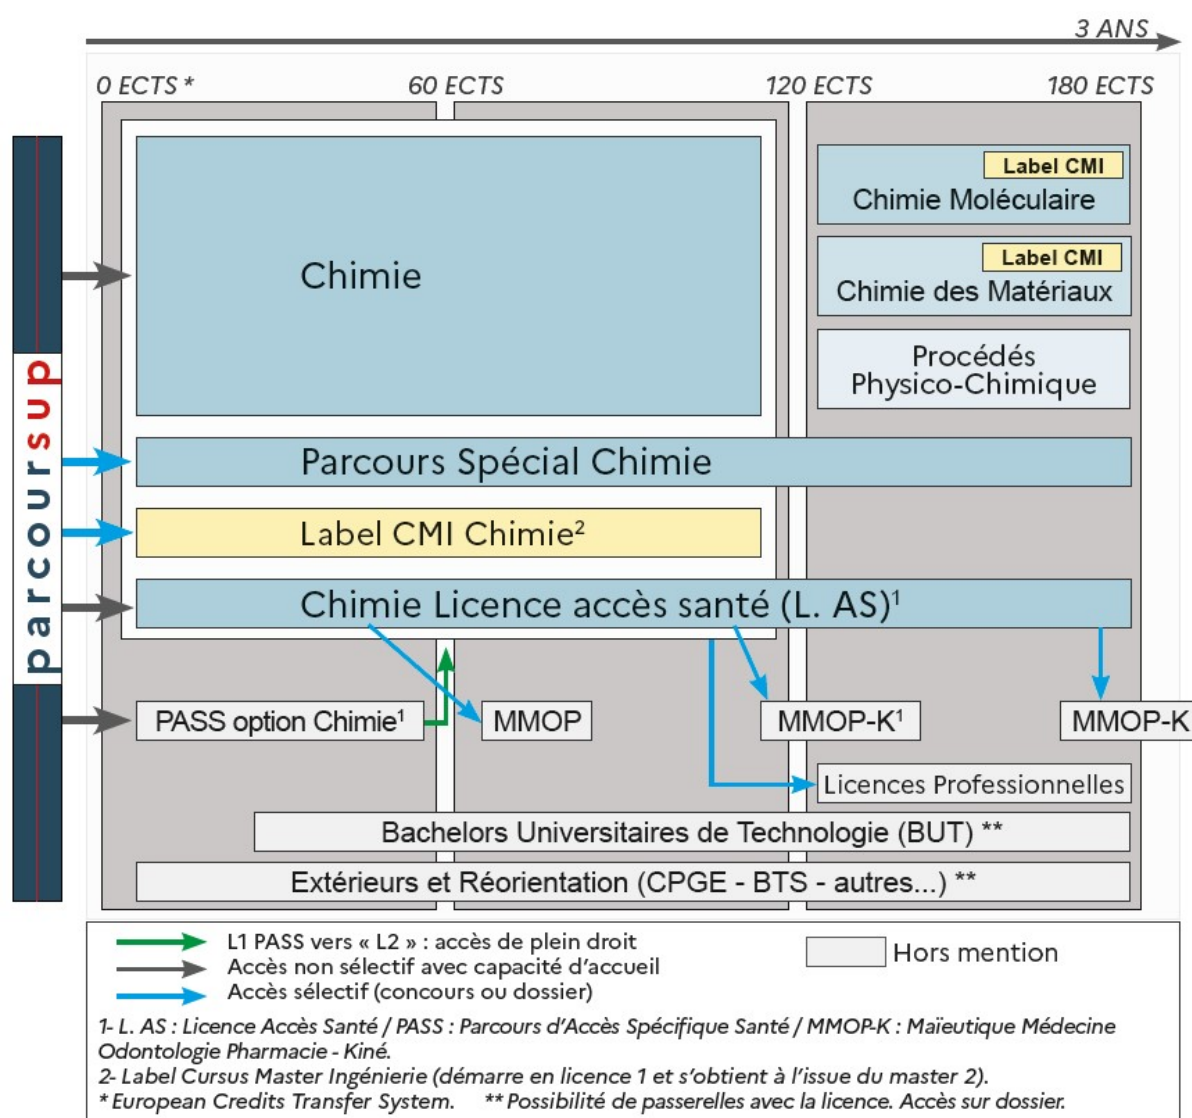 3 ANS
0 ECTS *
60 ECTS
120 ECTS
180 ECTS
parcoursup
Chimie
Label CMI
Chimie Moléculaire
Label CMI
Chimie des Matériaux
Procédés
Physico-Chimique
Parcours Spécial Chimie
Label CMI Chimie²
Chimie Licence accès santé (L. AS)¹
PASS option Chimie¹
MMOP
MMOP-K¹
MMOP-K
Licences Professionnelles
Bachelors Universitaires de Technologie (BUT) **
Extérieurs et Réorientation (CPGE - BTS - autres...) **
L1 PASS vers « L2 » : accès de plein droit
Accès non sélectif avec capacité d'accueil
Accès sélectif (concours ou dossier)
Hors mention
1- L. AS : Licence Accès Santé / PASS : Parcours d'Accès Spécifique Santé / MMOP-K : Maïeutique Médecine
Odontologie Pharmacie - Kiné.
2- Label Cursus Master Ingénierie (démarre en licence 1 et s'obtient à l'issue du master 2).
* European Credits Transfer System. ** Possibilité de passerelles avec la licence. Accès sur dossier.